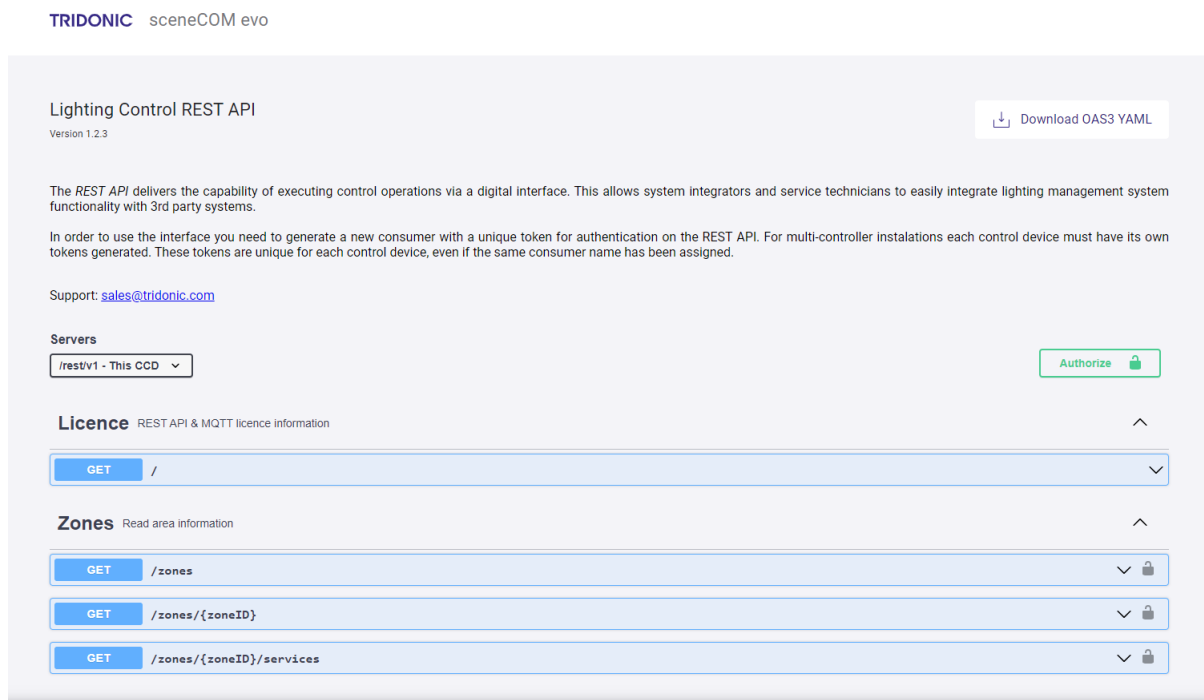 TRIDONIC sceneCOM evo
Lighting Control REST API
Version 1.2.3
Download OAS3 YAML
The REST API delivers the capability of executing control operations via a digital interface. This allows system integrators and service technicians to easily integrate lighting management system
functionality with 3rd party systems.
In order to use the interface you need to generate a new consumer with a unique token for authentication on the REST API. For multi-controller instalations each control device must have its own
tokens generated. These tokens are unique for each control device, even if the same consumer name has been assigned.
Support: sales@tridonic.com
Servers
/rest/v1 - This CCD
Authorize
Licence REST API & MQTT licence information
GET /
Zones Read area information
GET /zones
GET /zones/{zoneID}
GET /zones/{zoneID}/services